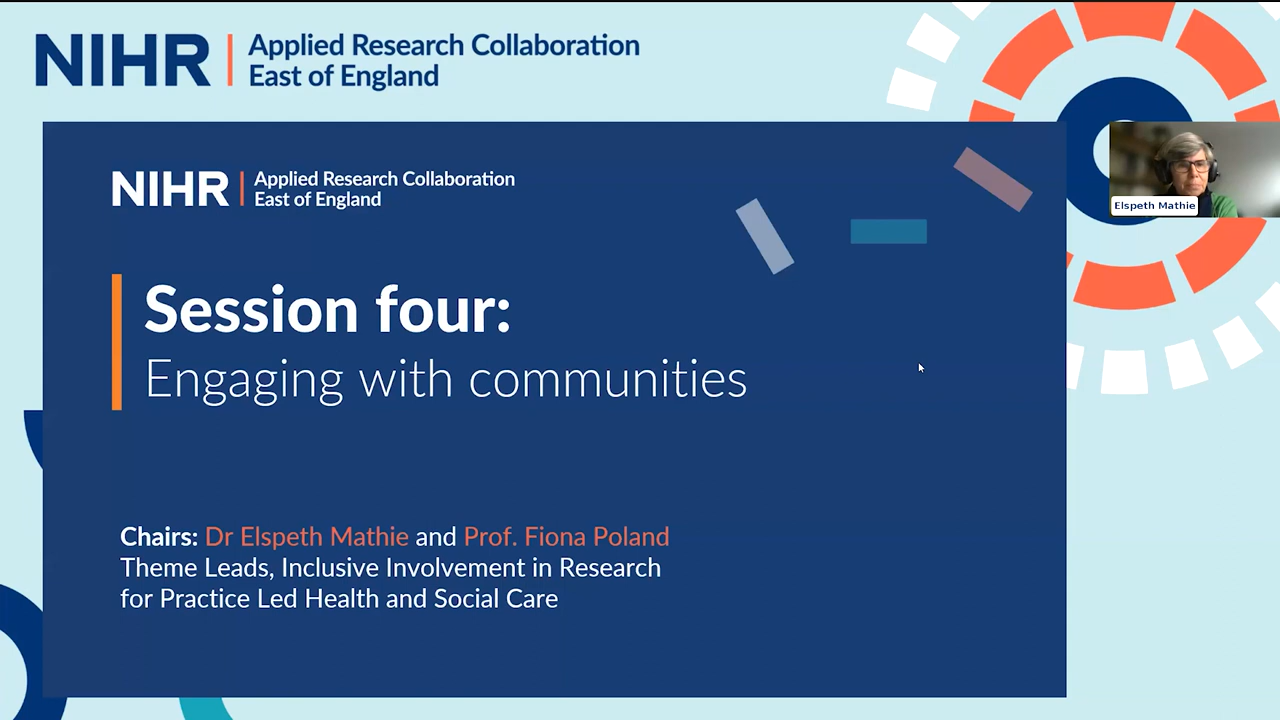 NIHR | Applied Research Collaboration
East of England
NIHR | Applied Research Collaboration
East of England
Elspeth Mathie
Session four:
Engaging with communities
Chairs: Dr Elspeth Mathie and Prof. Fiona Poland
Theme Leads, Inclusive Involvement in Research
for Practice Led Health and Social Care